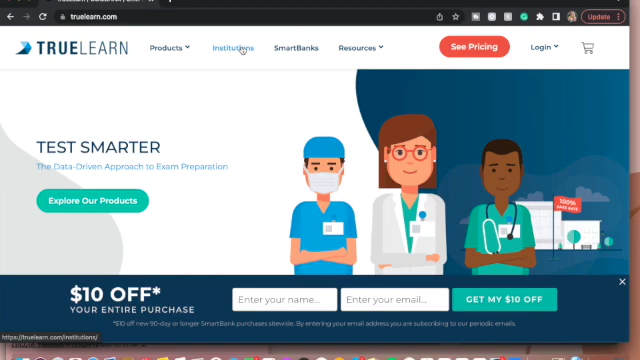 truelearn.com
Update
TRUELEARN
Products
Institutions
SmartBanks
Resources
See Pricing
Login
TEST SMARTER
The Data-Driven Approach to Exam Preparation
Explore Our Products
100%
PASS RATE
$10 OFF*
YOUR ENTIRE PURCHASE
Enter your name...
Enter your email...
GET MY $10 OFF
*$10 off new 90-day or longer SmartBank purchases sitewide. By entering your email address you are subscribing to our periodic emails.
https://truelearn.com/institutions/